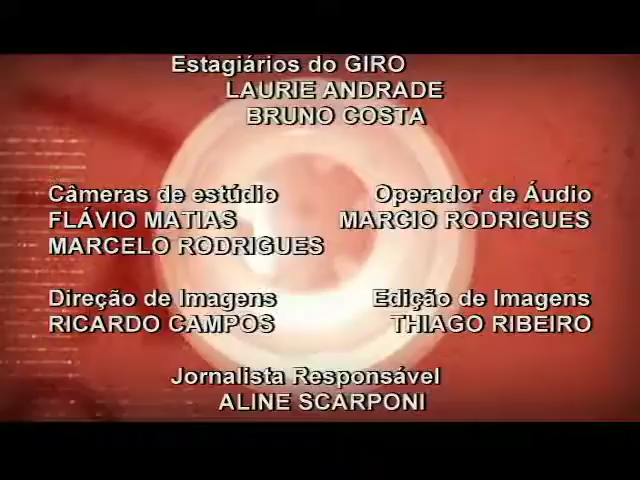 Estagiários do GIRO
LAURIE ANDRADE
BRUNO COSTA
Câmeras de estúdio
FLÁVIO MATIAS
MARCELO RODRIGUES
Operador de Áudio
MARCIO RODRIGUES
Direção de Imagens
RICARDO CAMPOS
Edição de Imagens
THIAGO RIBEIRO
Jornalista Responsável
ALINE SCARPONI